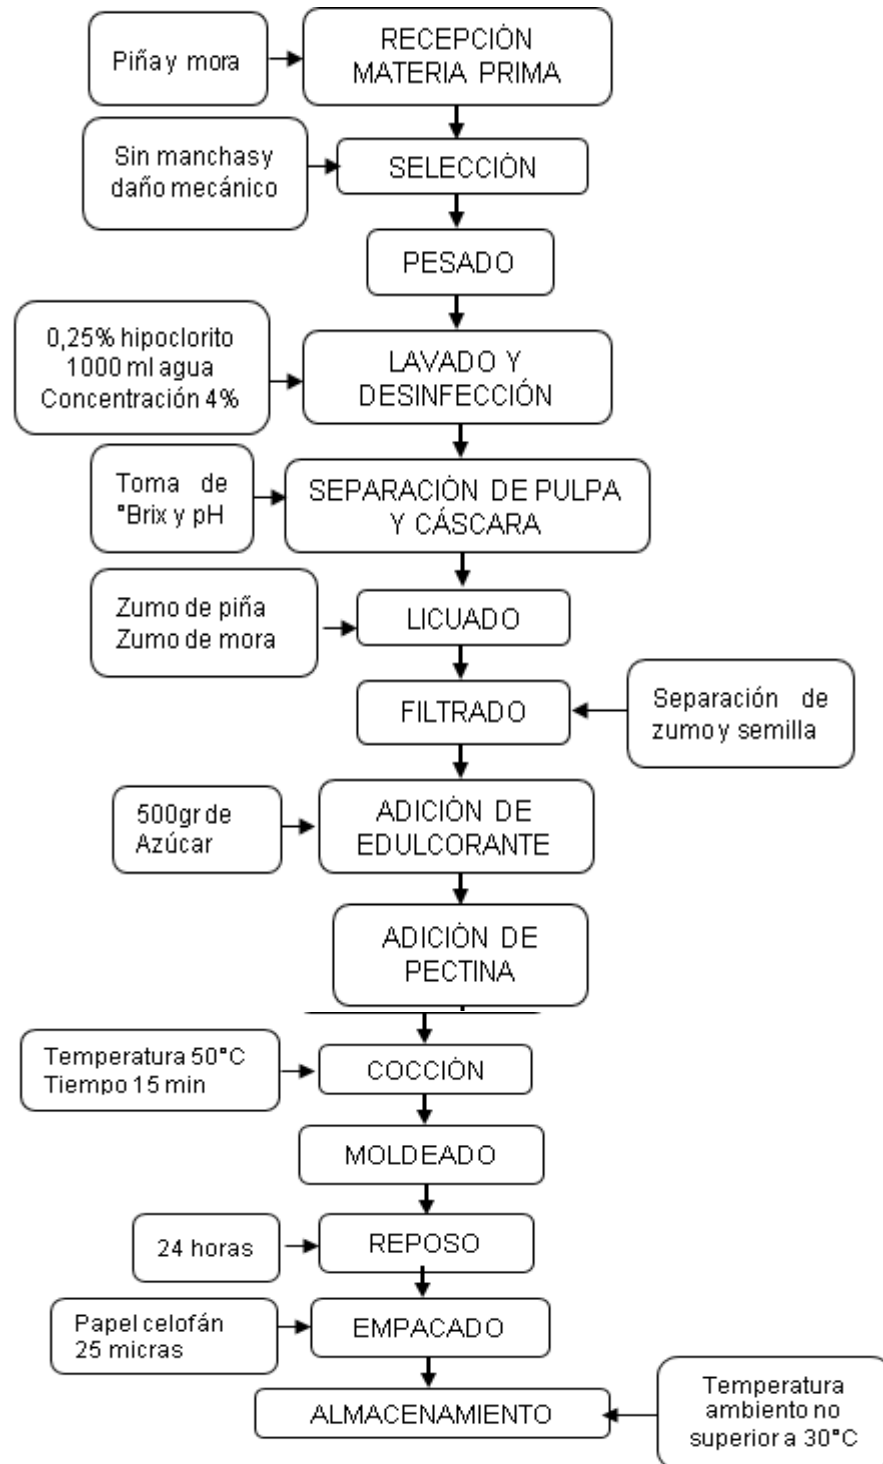 Piña y mora
RECEPCIÓN
MATERIA PRIMA
Sin manchas y
daño mecánico
SELECCIÓN
PESADO
0,25% hipoclorito
1000 ml agua
Concentración 4%
LAVADO Y
DESINFECCIÓN
Toma de
°Brix y pH
SEPARACIÓN DE PULPA
Y CÁSCARA
Zumo de piña
Zumo de mora
LICUADO
FILTRADO
Separación de
zumo y semilla
500gr de
Azúcar
ADICIÓN DE
EDULCORANTE
ADICIÓN DE
PECTINA
Temperatura 50°C
Tiempo 15 min
COCCIÓN
MOLDEADO
24 horas
REPOSO
Papel celofán
25 micras
EMPACADO
ALMACENAMIENTO
Temperatura
ambiento no
superior a 30°C